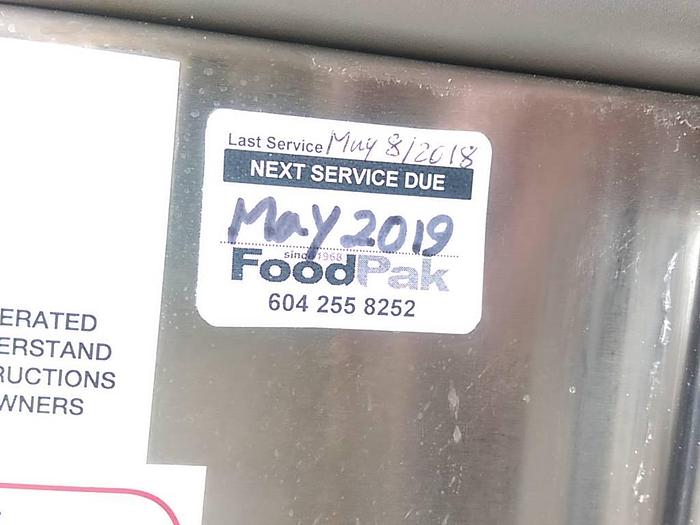 Last Service May 8/2018
NEXT SERVICE DUE
May 2019
since 1968
FoodPak
604 255 8252
ERATED
ERSTAND
RUCTIONS
WNERS